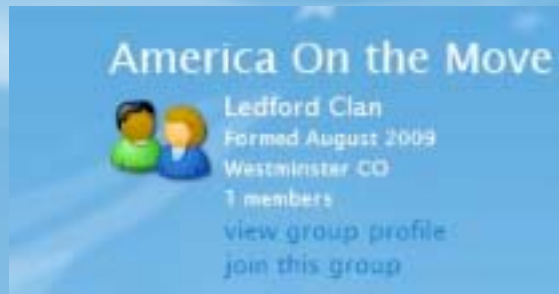 America On the Move
Ledford Clan
Formed August 2009
Westminster CO
1 members
view group profile
join this group